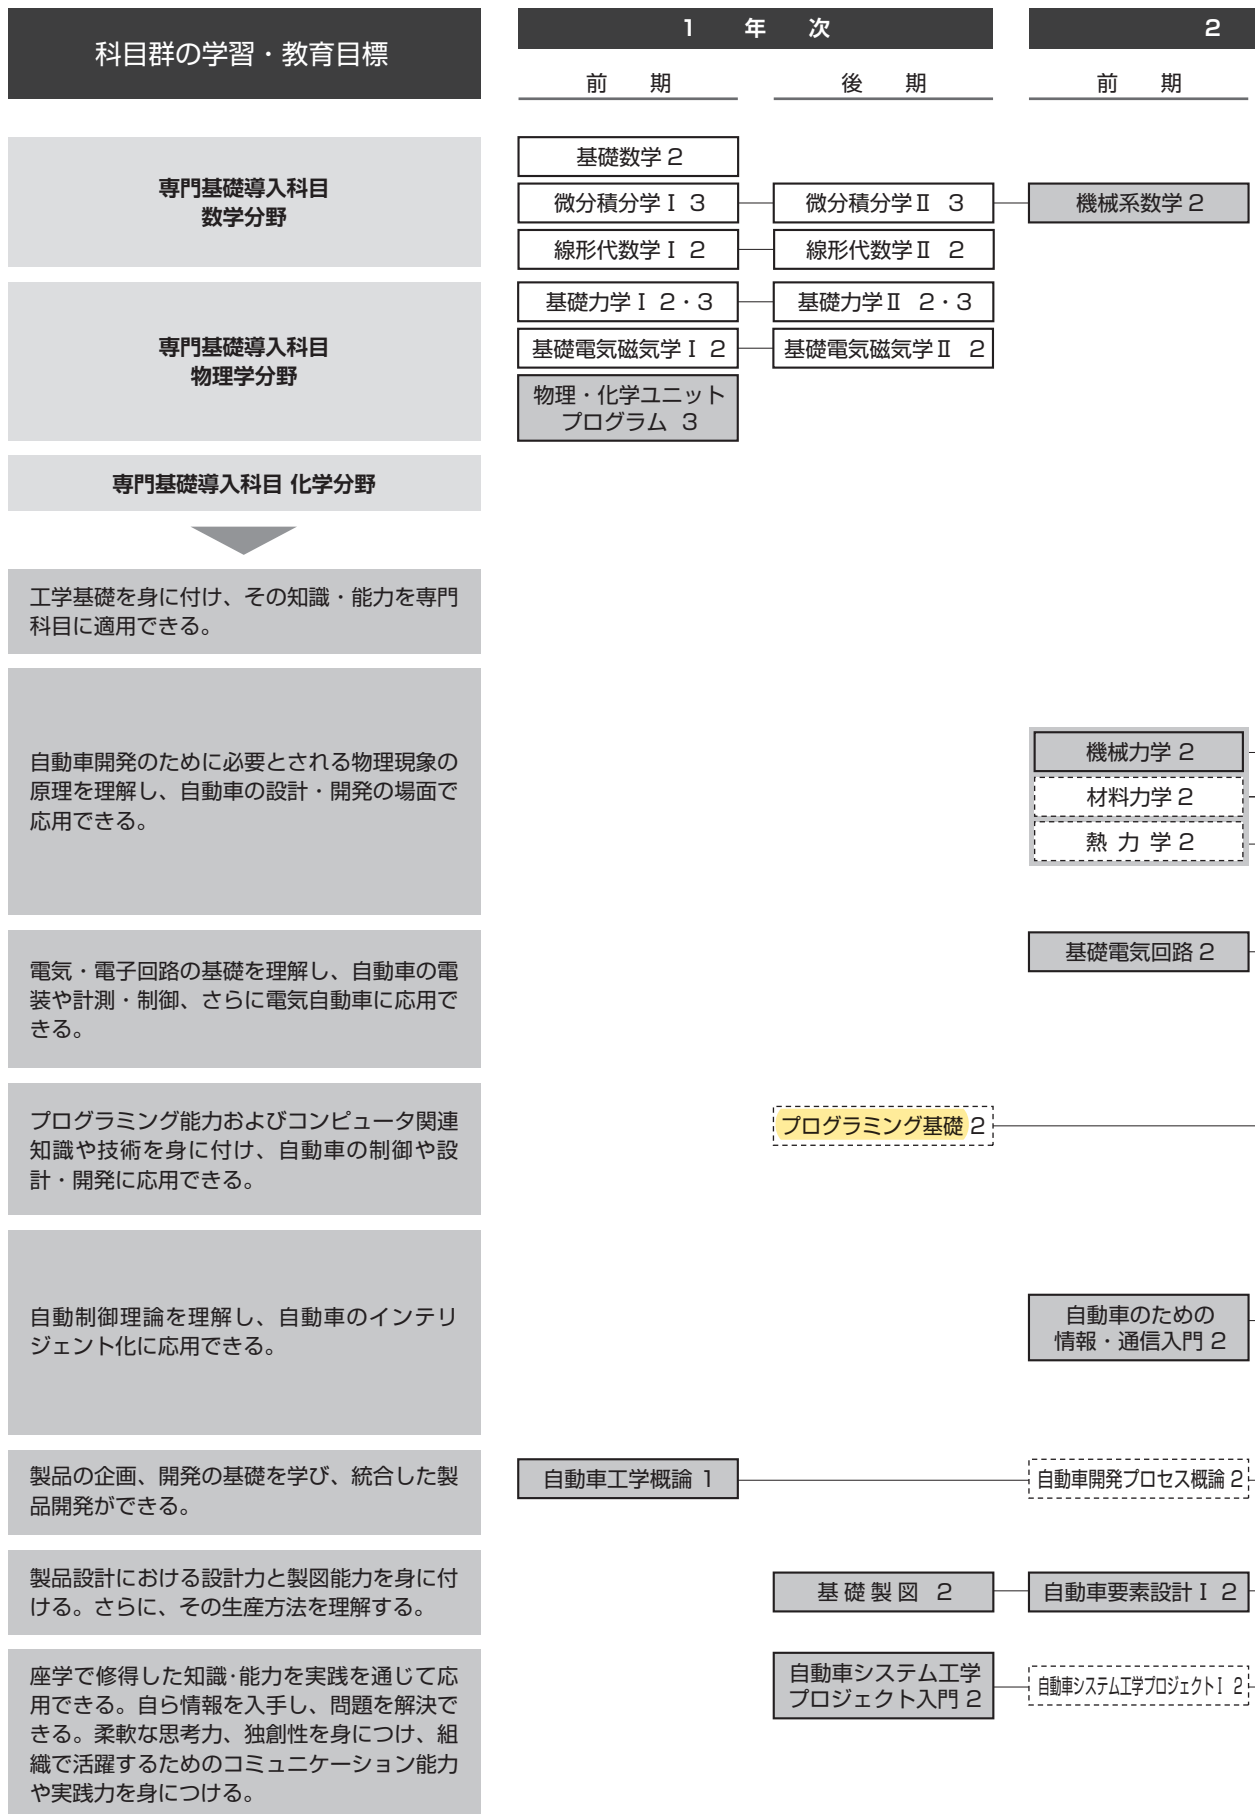 科目群の学習・教育目標
1 年 次
2
前 期
後 期
前 期
専門基礎導入科目
数学分野
基礎数学 2
微分積分学Ⅰ 3
微分積分学Ⅱ 3
機械系数学 2
線形代数学Ⅰ 2
線形代数学Ⅱ 2
専門基礎導入科目
物理学分野
基礎力学Ⅰ 2・3
基礎力学Ⅱ 2・3
基礎電気磁気学Ⅰ 2
基礎電気磁気学Ⅱ 2
物理・化学ユニット
プログラム 3
専門基礎導入科目 化学分野
工学基礎を身に付け、その知識・能力を専門
科目に適用できる。
自動車開発のために必要とされる物理現象の
原理を理解し、自動車の設計・開発の場面で
応用できる。
機械力学 2
材料力学 2
熱 力 学 2
電気・電子回路の基礎を理解し、自動車の電
装や計測・制御、さらに電気自動車に応用で
きる。
基礎電気回路 2
プログラミング能力およびコンピュータ関連
知識や技術を身に付け、自動車の制御や設
計・開発に応用できる。
プログラミング基礎 2
自動制御理論を理解し、自動車のインテリ
ジェント化に応用できる。
自動車のための
情報・通信入門 2
製品の企画、開発の基礎を学び、統合した製
品開発ができる。
自動車工学概論 1
自動車開発プロセス概論 2
製品設計における設計力と製図能力を身に付
ける。さらに、その生産方法を理解する。
基 礎 製 図 2
自動車要素設計Ⅰ 2
座学で修得した知識・能力を実践を通じて応
用できる。自ら情報を入手し、問題を解決で
きる。柔軟な思考力、独創性を身につけ、組
織で活躍するためのコミュニケーション能力
や実践力を身につける。
自動車システム工学
プロジェクト入門 2
自動車システム工学プロジェクトⅠ 2